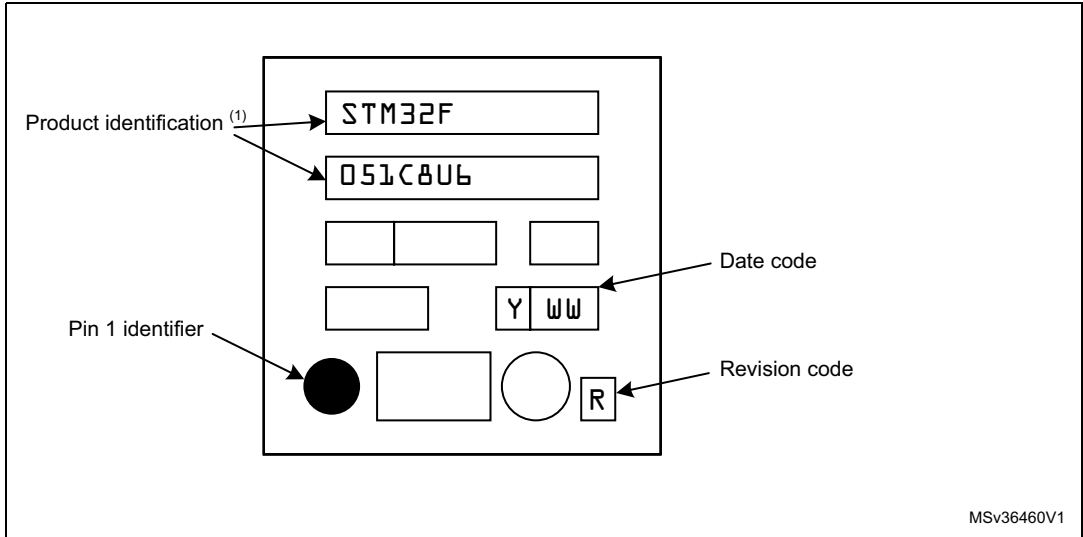 STM32F
Product identification (1)
051C8U6
Date code
Y WW
Pin 1 identifier
Revision code
R
MSv36460V1